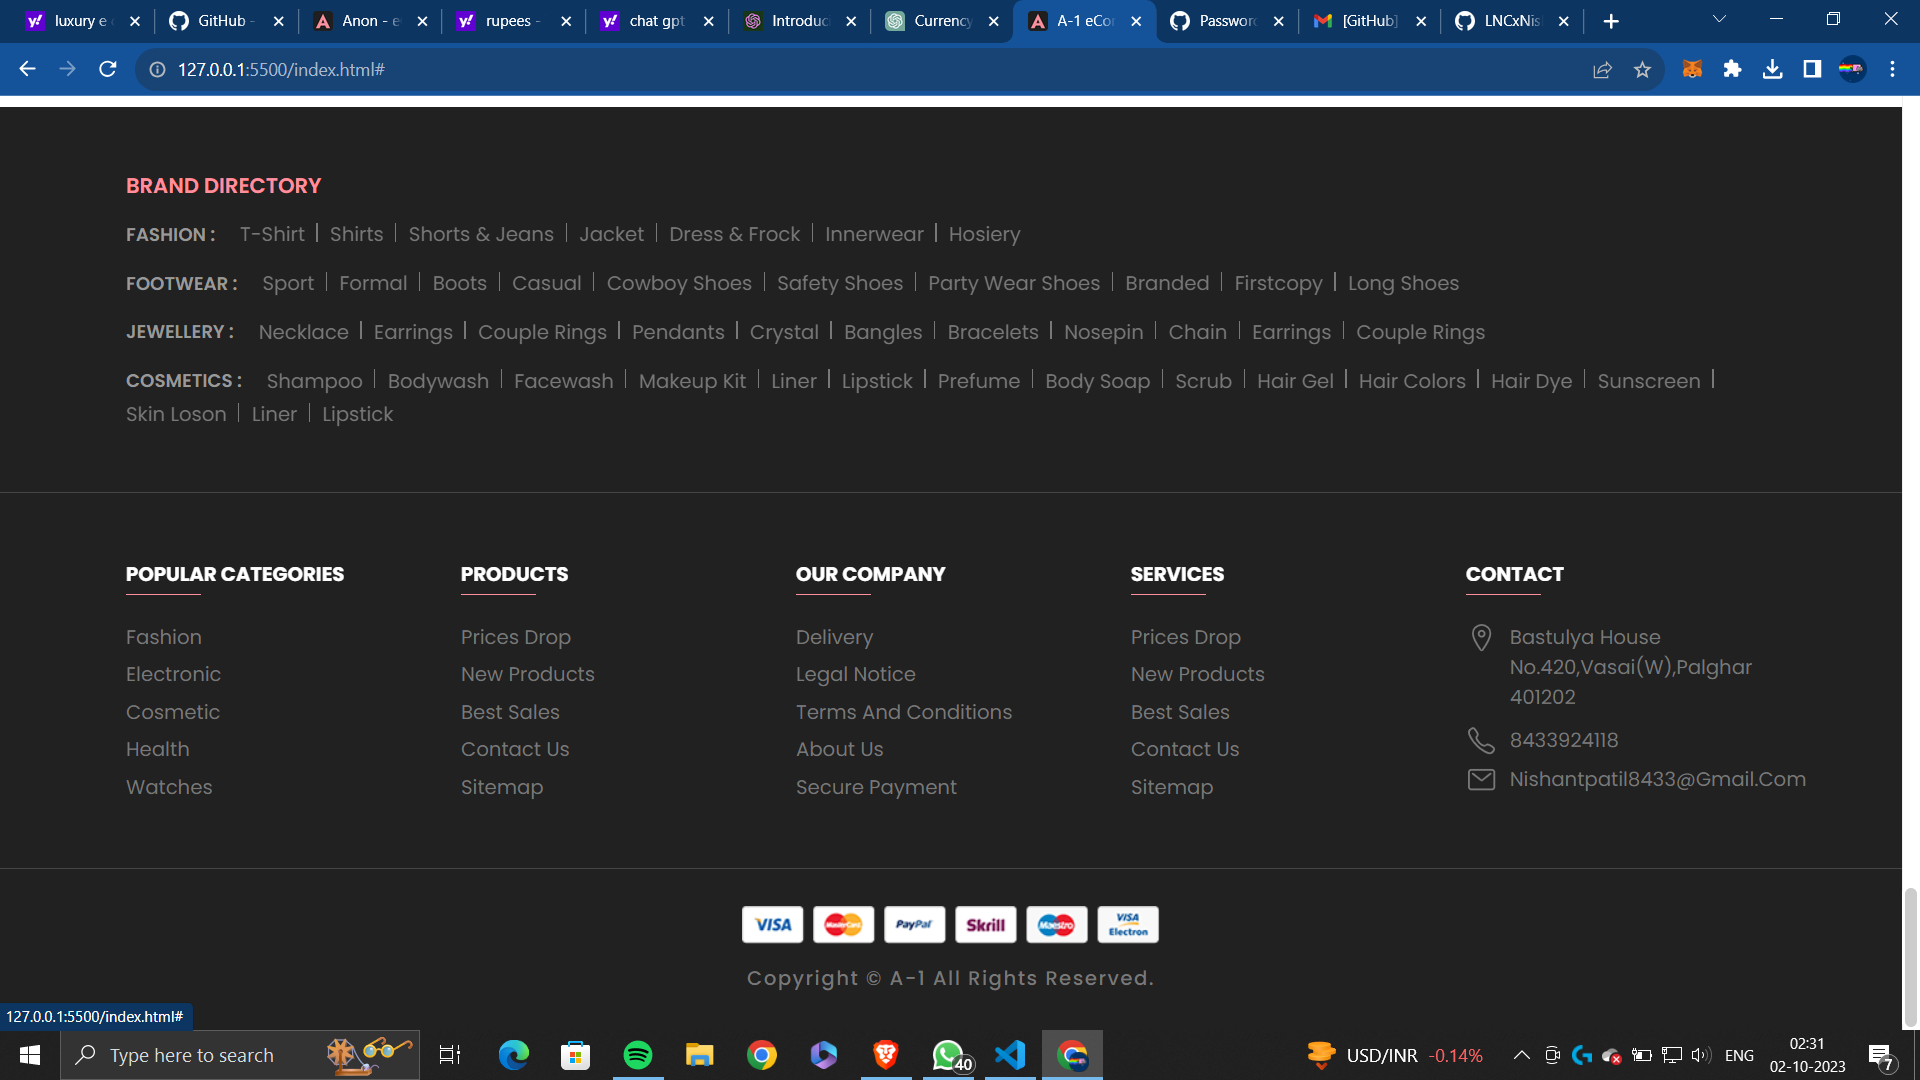 luxury e c
GitHub -
Anon - e
rupees -
chat gpt
Introduc
Currency
A-1 eCor
Password
[GitHub]
LNCxNis
127.0.0.1:5500/index.html#
BRAND DIRECTORY
FASHION : T-Shirt | Shirts | Shorts & Jeans | Jacket | Dress & Frock | Innerwear | Hosiery
FOOTWEAR : Sport | Formal | Boots | Casual | Cowboy Shoes | Safety Shoes | Party Wear Shoes | Branded | Firstcopy | Long Shoes
JEWELLERY : Necklace | Earrings | Couple Rings | Pendants | Crystal | Bangles | Bracelets | Nosepin | Chain | Earrings | Couple Rings
COSMETICS : Shampoo | Bodywash | Facewash | Makeup Kit | Liner | Lipstick | Prefume | Body Soap | Scrub | Hair Gel | Hair Colors | Hair Dye | Sunscreen |
Skin Loson | Liner | Lipstick
POPULAR CATEGORIES
Fashion
Electronic
Cosmetic
Health
Watches
PRODUCTS
Prices Drop
New Products
Best Sales
Contact Us
Sitemap
OUR COMPANY
Delivery
Legal Notice
Terms And Conditions
About Us
Secure Payment
SERVICES
Prices Drop
New Products
Best Sales
Contact Us
Sitemap
CONTACT
Bastulya House
No.420,Vasai(W),Palghar
401202
8433924118
Nishantpatil8433@Gmail.Com
VISA MasterCard PayPal Skrill Maestro VISA Electron
Copyright © A-1 All Rights Reserved.
127.0.0.1:5500/index.html#
Type here to search
40
USD/INR -0.14%
ENG
02:31
02-10-2023
7